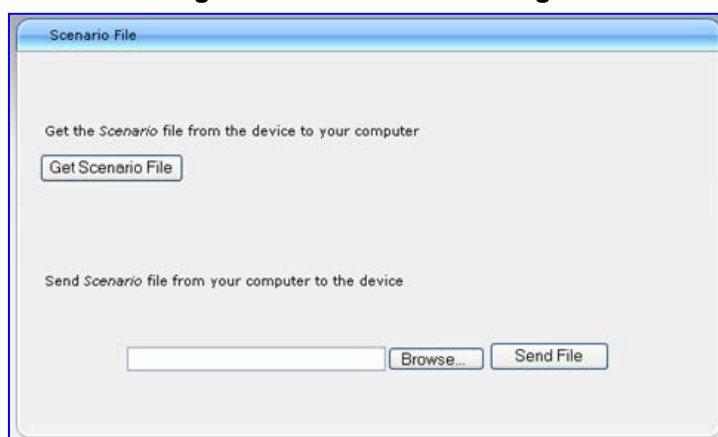 Scenario File
Get the Scenario file from the device to your computer
Get Scenario File
Send Scenario file from your computer to the device
Browse... Send File